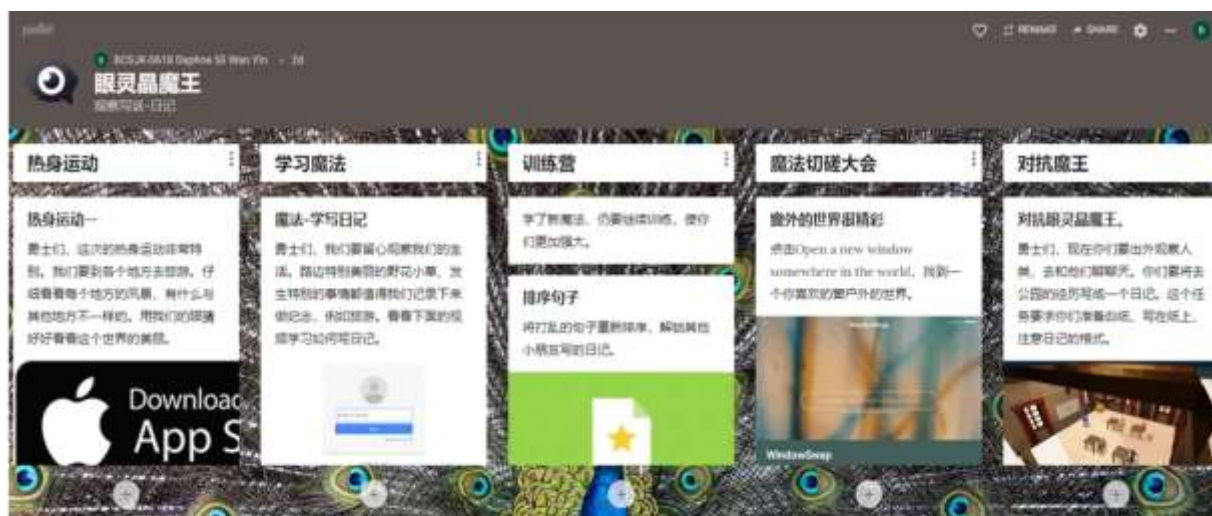 padlet
REMAKE
SHARE
BCSJK-0618 Daphne Sii Wan Yin
2d
眼灵晶魔王
观察写话-日记
热身运动
热身运动一
勇士们,这次的热身运动非常特
别。我们要到各个地方去旅游。仔
细看看每个地方的风景,有什么与
其他地方不一样的。用我们的眼睛
好好看看这个世界的美丽。
Download
App S
学习魔法
魔法-学写日记
勇士们,我们要留心观察我们的生
活。路边特别美丽的野花小草,发
生特别的事情都值得我们记录下来
做纪念,例如旅游。看看下面的视
频学习如何写日记。
训练营
学了新魔法,仍要继续训练,使你
们更加强大。
排序句子
将打乱的句子重新排序,解锁其他
小朋友写的日记。
魔法切磋大会
窗外的世界很精彩
点击Open a new window
somewhere in the world,找到一
个你喜欢的窗户外的世界。
WindowSwap
对抗魔王
对抗眼灵晶魔王。
勇士们,现在你们要出外观察人
类,去和他们聊聊天。你们要将去
公园的经历写成一个日记。这个任
务要求你们准备白纸,写在纸上,
注意日记的格式。